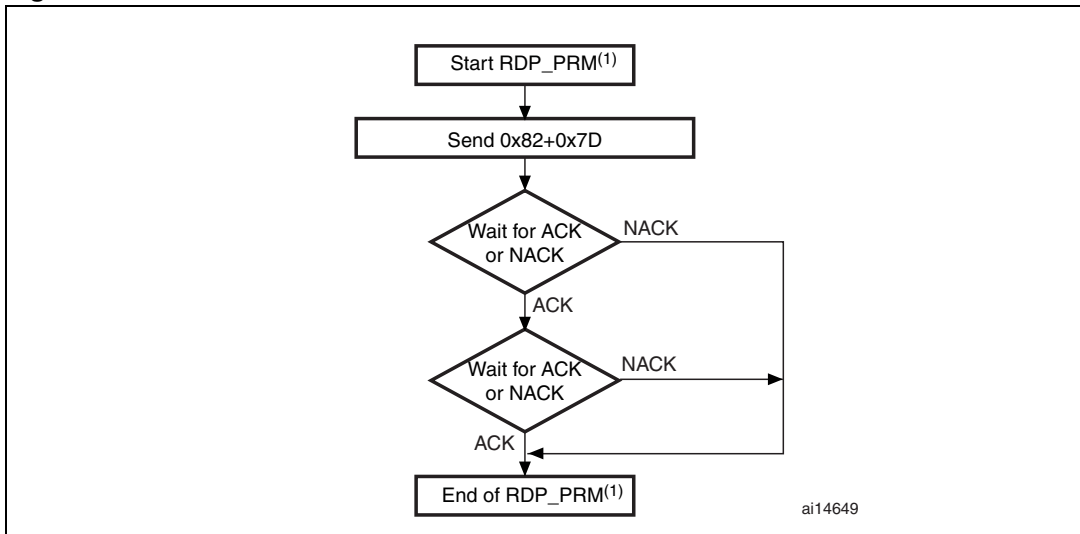 Start RDP_PRM(1)
Send 0x82+0x7D
Wait for ACK
or NACK
NACK
ACK
Wait for ACK
or NACK
NACK
ACK
End of RDP_PRM(1)
ai14649